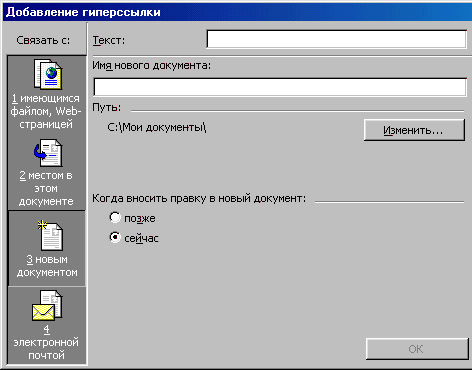 Добавление гиперссылки
Связать с:
Текст:
1 имеющимся
файлом, Web-
страницей
2 местом в
этом
документе
3 новым
документом
4
электронной
почтой
Имя нового документа:
Путь:
C:\Мои документы\
Изменить...
Когда вносить правку в новый документ:
позже
сейчас
OK